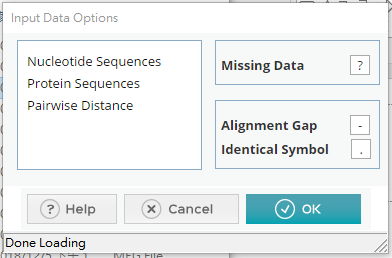 Input Data Options
Nucleotide Sequences
Protein Sequences
Pairwise Distance
Missing Data ?
Alignment Gap -
Identical Symbol .
? Help
Cancel
OK
Done Loading
MEG File